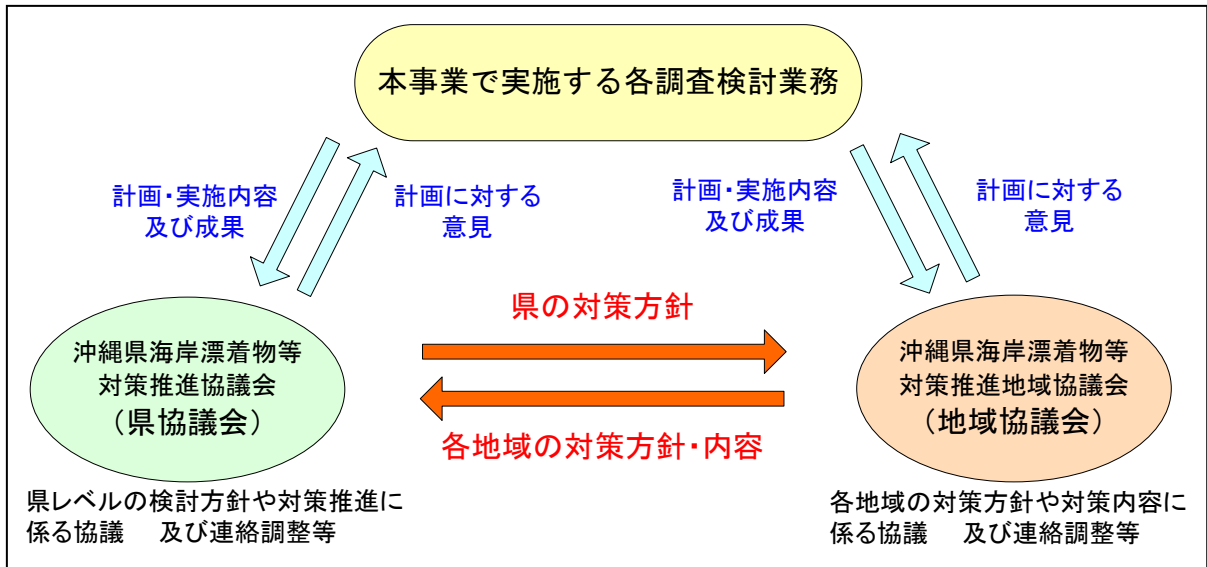 本事業で実施する各調査検討業務
計画・実施内容
及び成果
計画に対する
意見
計画・実施内容
及び成果
計画に対する
意見
県の対策方針
各地域の対策方針・内容
沖縄県海岸漂着物等
対策推進協議会
（県協議会）
県レベルの検討方針や対策推進に
係る協議　及び連絡調整等
沖縄県海岸漂着物等
対策推進地域協議会
（地域協議会）
各地域の対策方針や対策内容に
係る協議　及び連絡調整等